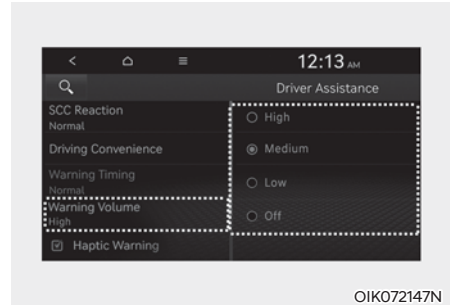 12:13 AM
Driver Assistance
SCC Reaction
Normal
Driving Convenience
Warning Timing
Normal
Warning Volume
High
Haptic Warning
High
Medium
Low
Off
OIK072147N